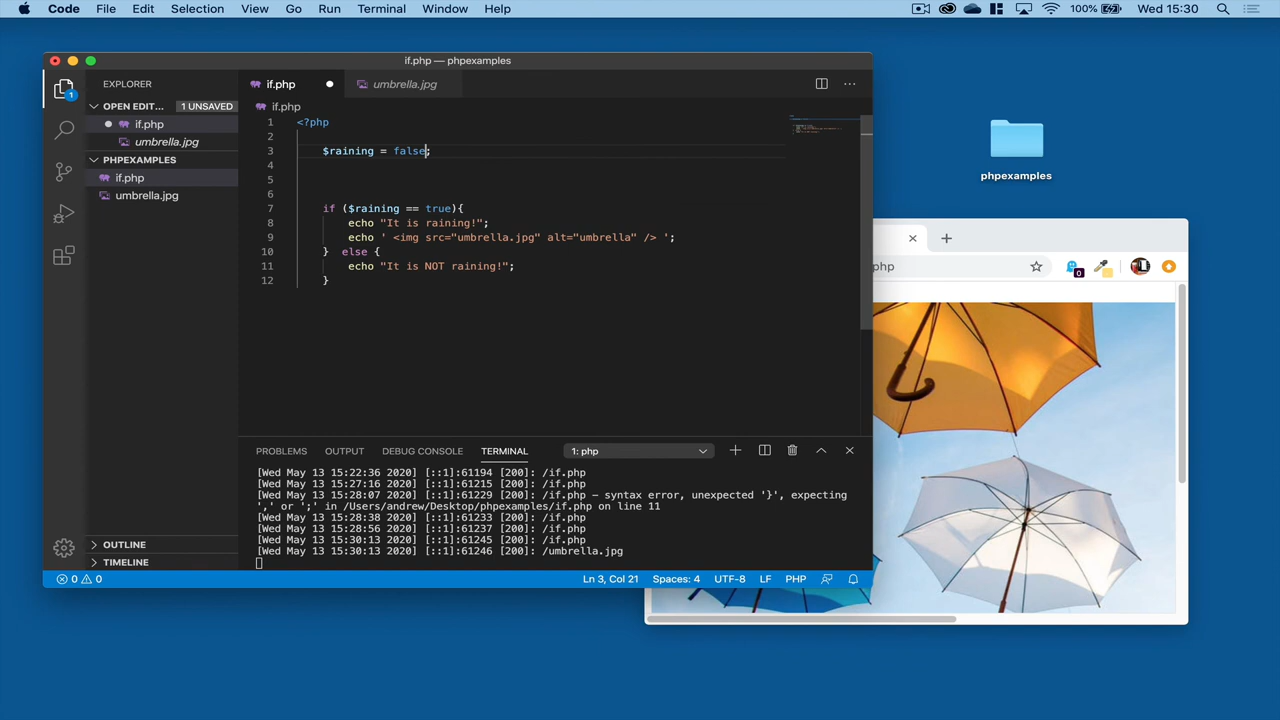 Code File Edit Selection View Go Run Terminal Window Help 100% Wed 15:30
if.php — phpexamples
EXPLORER
if.php umbrella.jpg
OPEN EDIT... 1 UNSAVED
if.php
umbrella.jpg
PHPEXAMPLES
if.php
umbrella.jpg
OUTLINE
TIMELINE
1
if.php
1 <?php
2
3 $raining = false;
4
5
6
7 if ($raining == true){
8 echo "It is raining!";
9 echo ' <img src="umbrella.jpg" alt="umbrella" /> ';
10 } else {
11 echo "It is NOT raining!";
12 }
PROBLEMS OUTPUT DEBUG CONSOLE TERMINAL 1: php
[Wed May 13 15:22:36 2020] [::1]:61194 [200]: /if.php
[Wed May 13 15:27:16 2020] [::1]:61215 [200]: /if.php
[Wed May 13 15:28:07 2020] [::1]:61229 [200]: /if.php - syntax error, unexpected '}', expecting
',' or ';' in /Users/andrew/Desktop/phpexamples/if.php on line 11
[Wed May 13 15:28:38 2020] [::1]:61233 [200]: /if.php
[Wed May 13 15:28:56 2020] [::1]:61237 [200]: /if.php
[Wed May 13 15:30:13 2020] [::1]:61245 [200]: /if.php
[Wed May 13 15:30:13 2020] [::1]:61246 [200]: /umbrella.jpg
0 0 Ln 3, Col 21 Spaces: 4 UTF-8 LF PHP
phpexamples
php
0